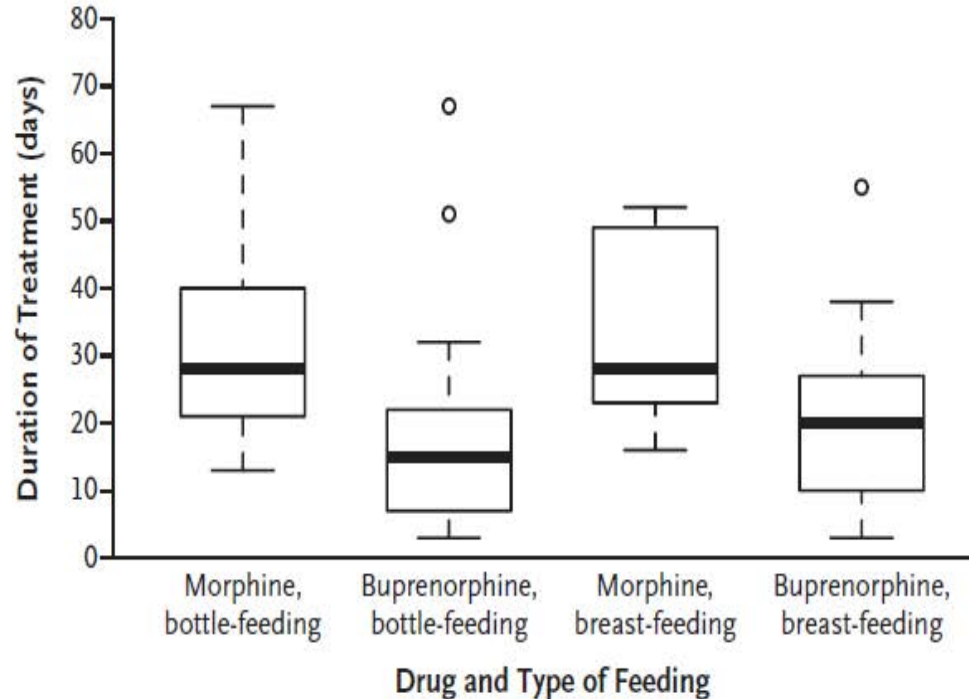 Duration of Treatment (days)
80
70
60
50
40
30
20
10
0
Morphine, bottle-feeding
Buprenorphine, bottle-feeding
Morphine, breast-feeding
Buprenorphine, breast-feeding
Drug and Type of Feeding